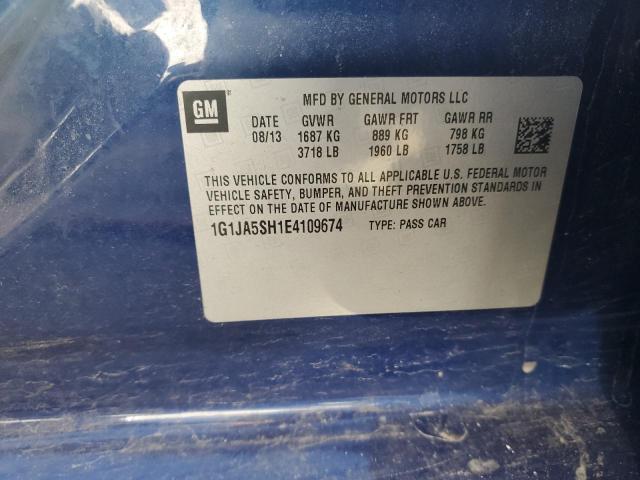 GM
MFD BY GENERAL MOTORS LLC
DATE GVWR GAWR FRT GAWR RR
08/13 1687 KG 889 KG 798 KG
3718 LB 1960 LB 1758 LB
THIS VEHICLE CONFORMS TO ALL APPLICABLE U.S. FEDERAL MOTOR
VEHICLE SAFETY, BUMPER, AND THEFT PREVENTION STANDARDS IN
EFFECT ON THE DATE OF MANUFACTURE SHOWN ABOVE.
1G1JA5SH1E4109674 TYPE: PASS CAR